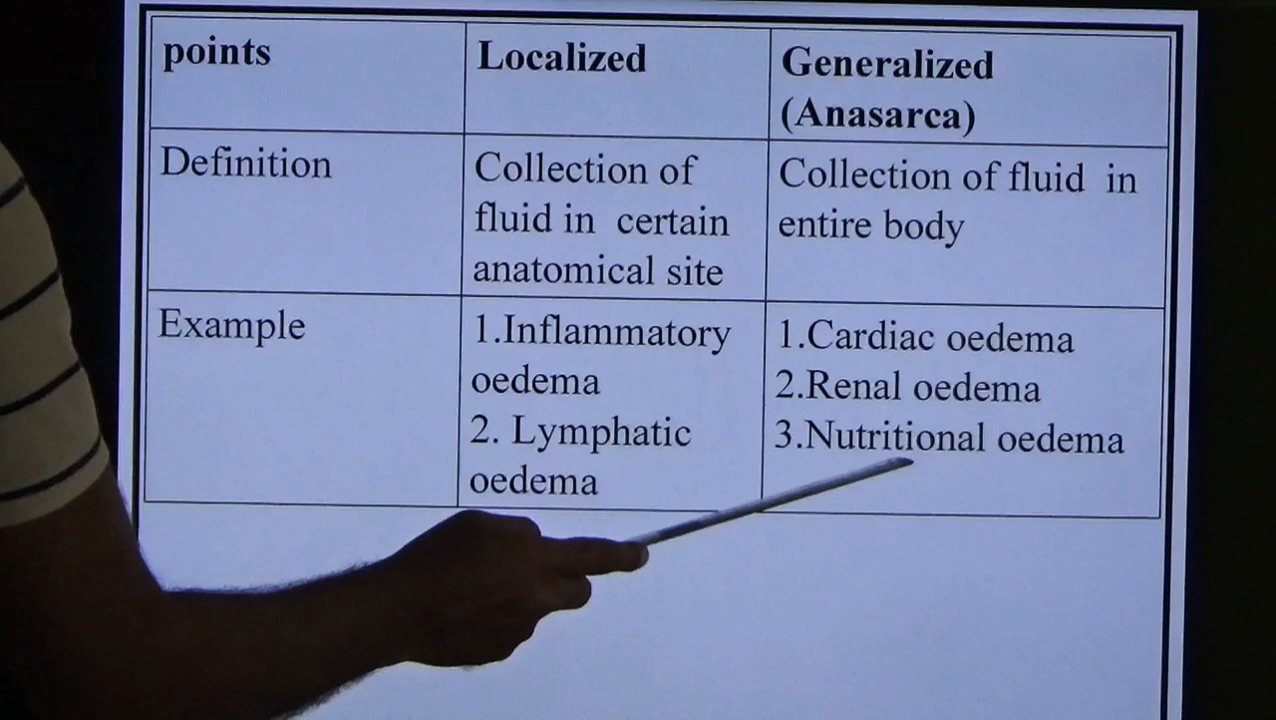 points
Localized
Generalized
(Anasarca)
Definition
Collection of
fluid in certain
anatomical site
Collection of fluid in
entire body
Example
1.Inflammatory
oedema
2. Lymphatic
oedema
1.Cardiac oedema
2.Renal oedema
3.Nutritional oedema